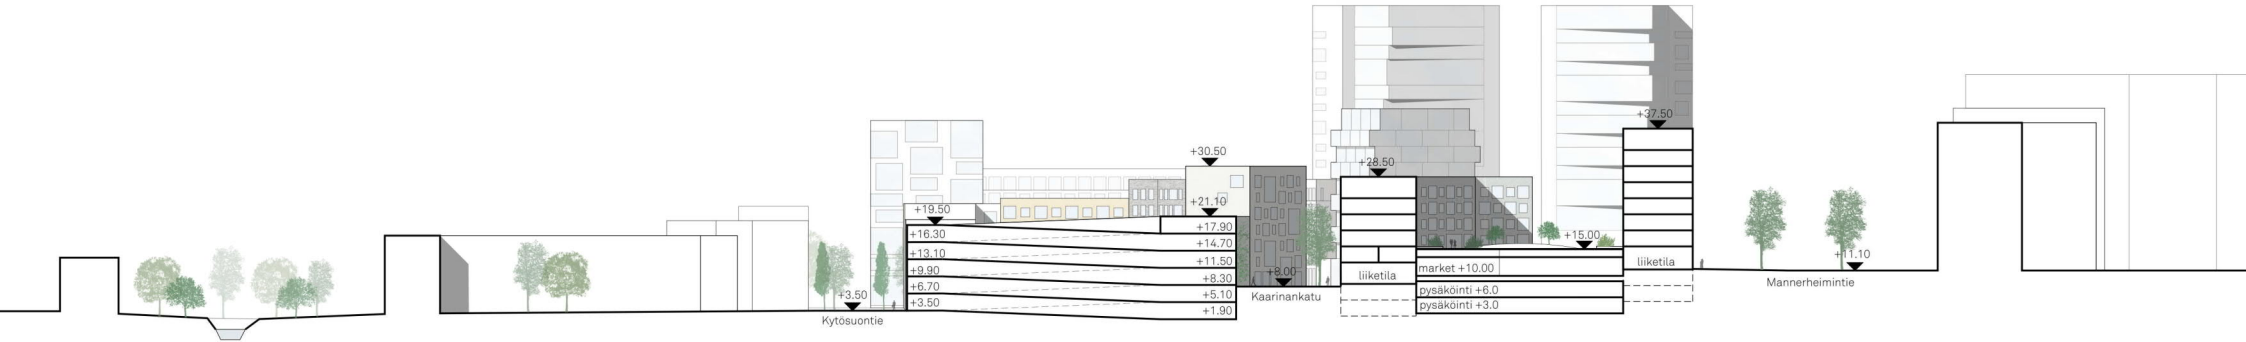 +37.50
+30.50
+28.50
+19.50
+21.10
+16.30
+17.90
+15.00
+14.70
+13.10
+11.50
+11.10
liiketila
liiketila
market +10.00
+9.90
+8.30
+8.00
+6.70
pysäköinti +6.0
+5.10
+3.50
+3.50
pysäköinti +3.0
+1.90
Kytösuontie
Kaarinankatu
Mannerheimintie